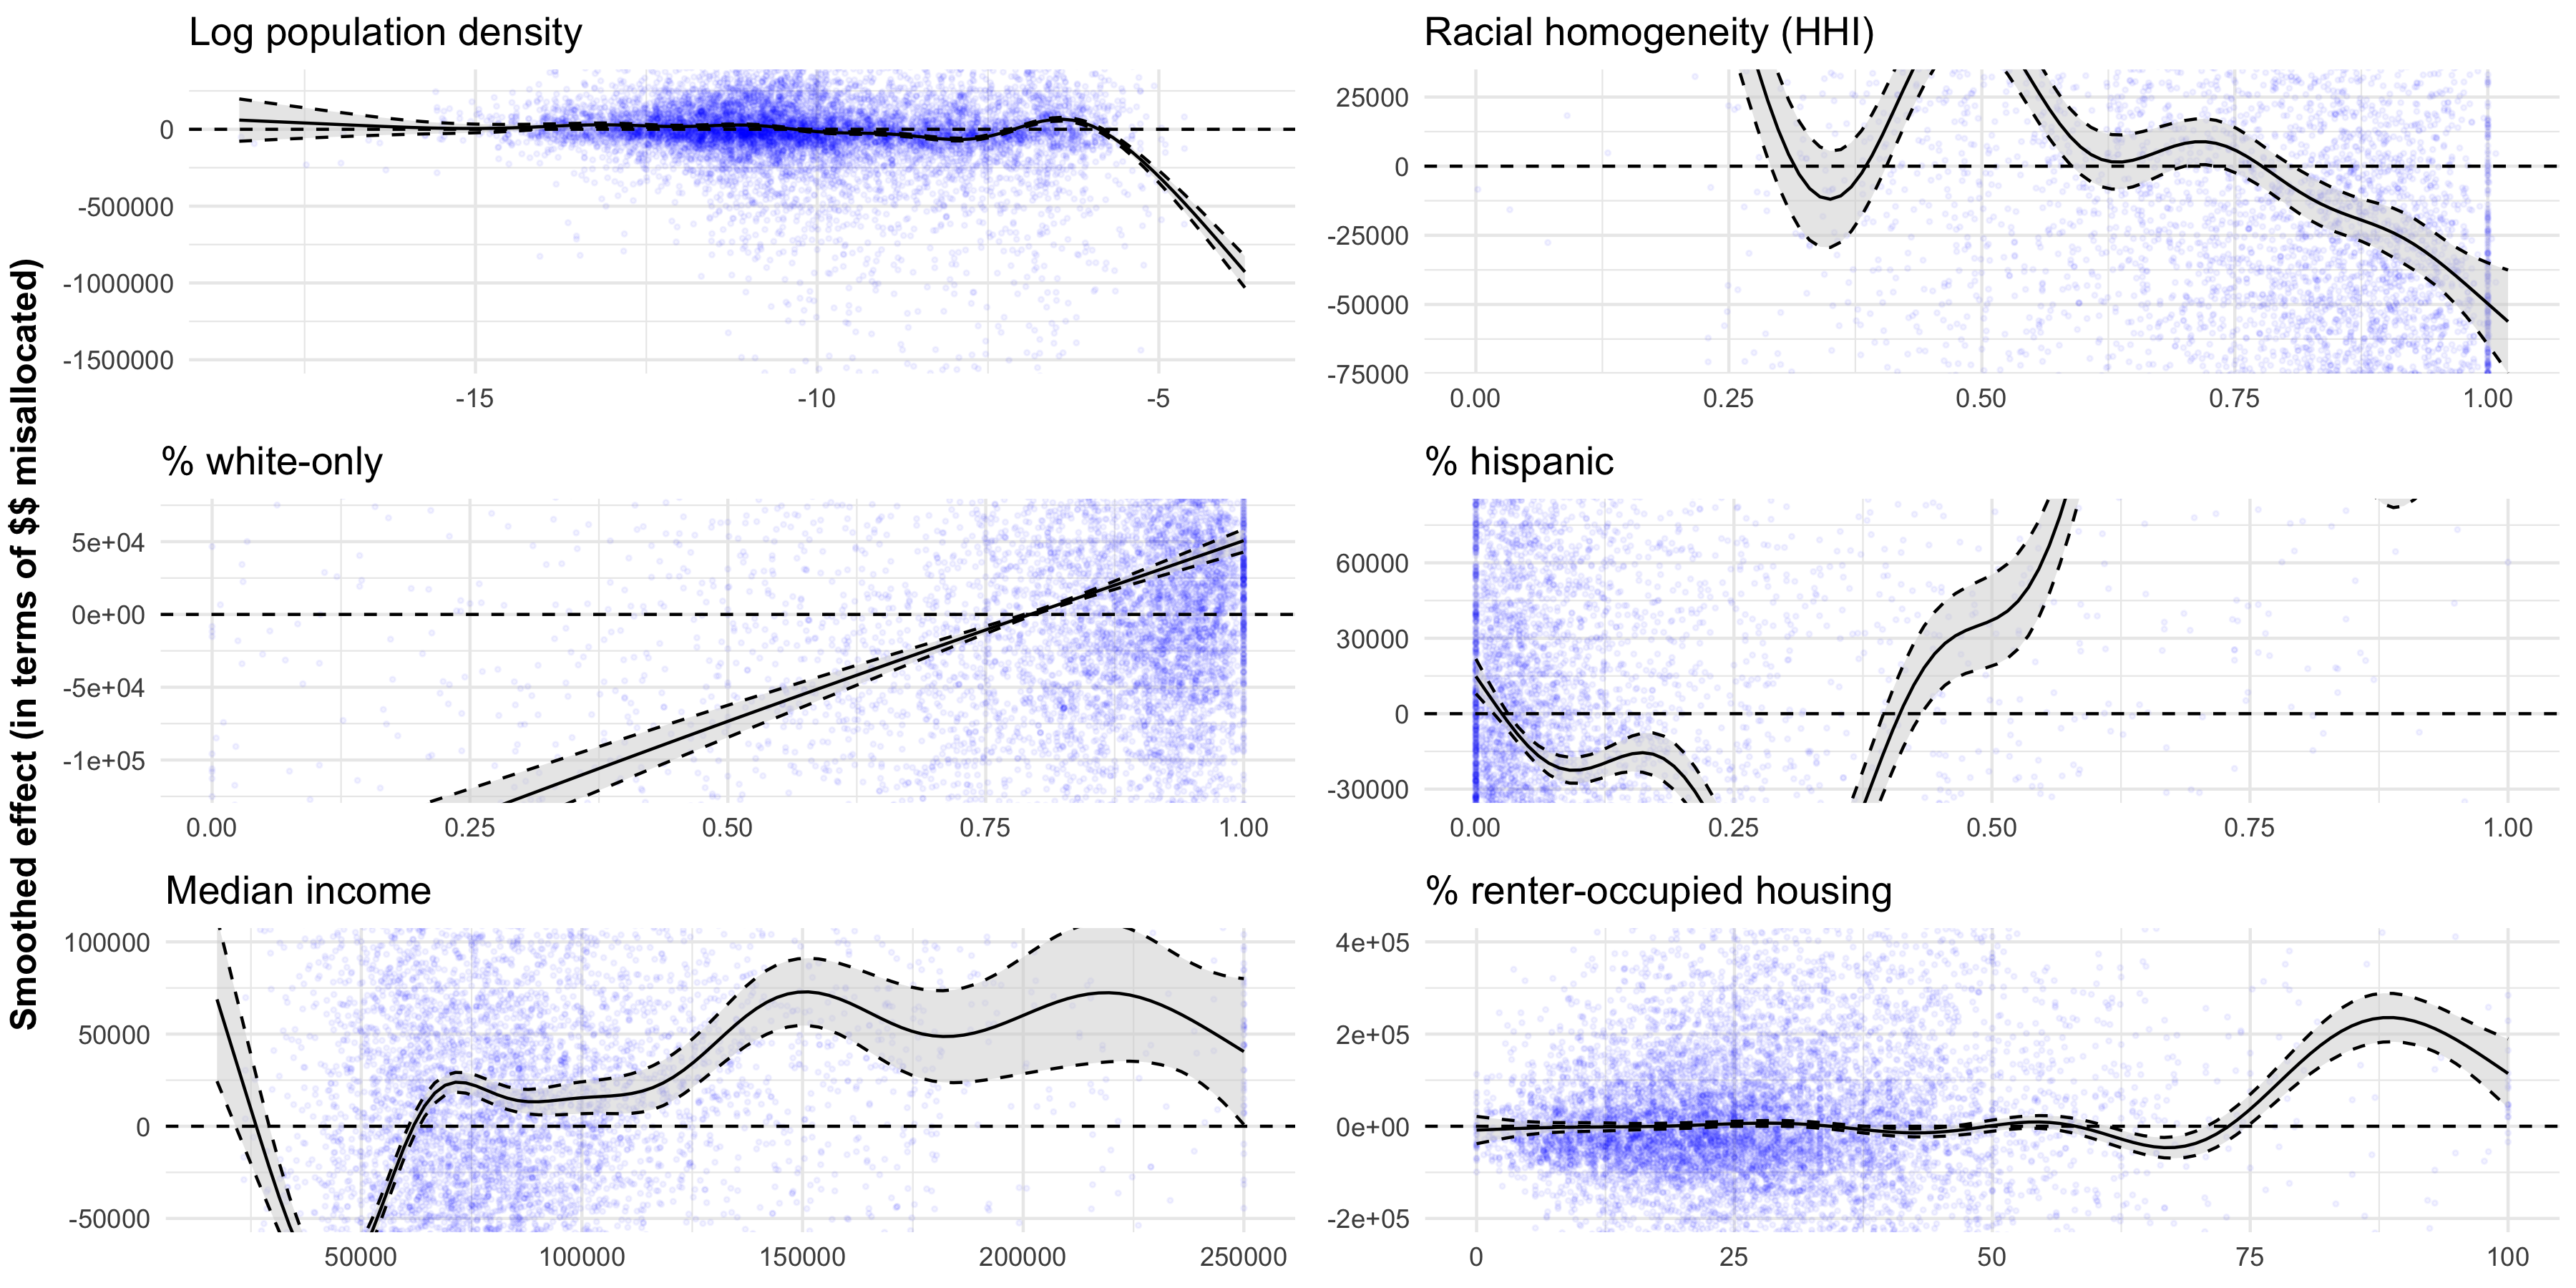 Smoothed effect (in terms of $$ misallocated)
Log population density
0
-500000
-1000000
-1500000
-15 -10 -5
Racial homogeneity (HHI)
25000
0
-25000
-50000
-75000
0.00 0.25 0.50 0.75 1.00
% white-only
5e+04
0e+00
-5e+04
-1e+05
0.00 0.25 0.50 0.75 1.00
% hispanic
60000
30000
0
-30000
0.00 0.25 0.50 0.75 1.00
Median income
100000
50000
0
-50000
50000 100000 150000 200000 250000
% renter-occupied housing
4e+05
2e+05
0e+00
-2e+05
0 25 50 75 100